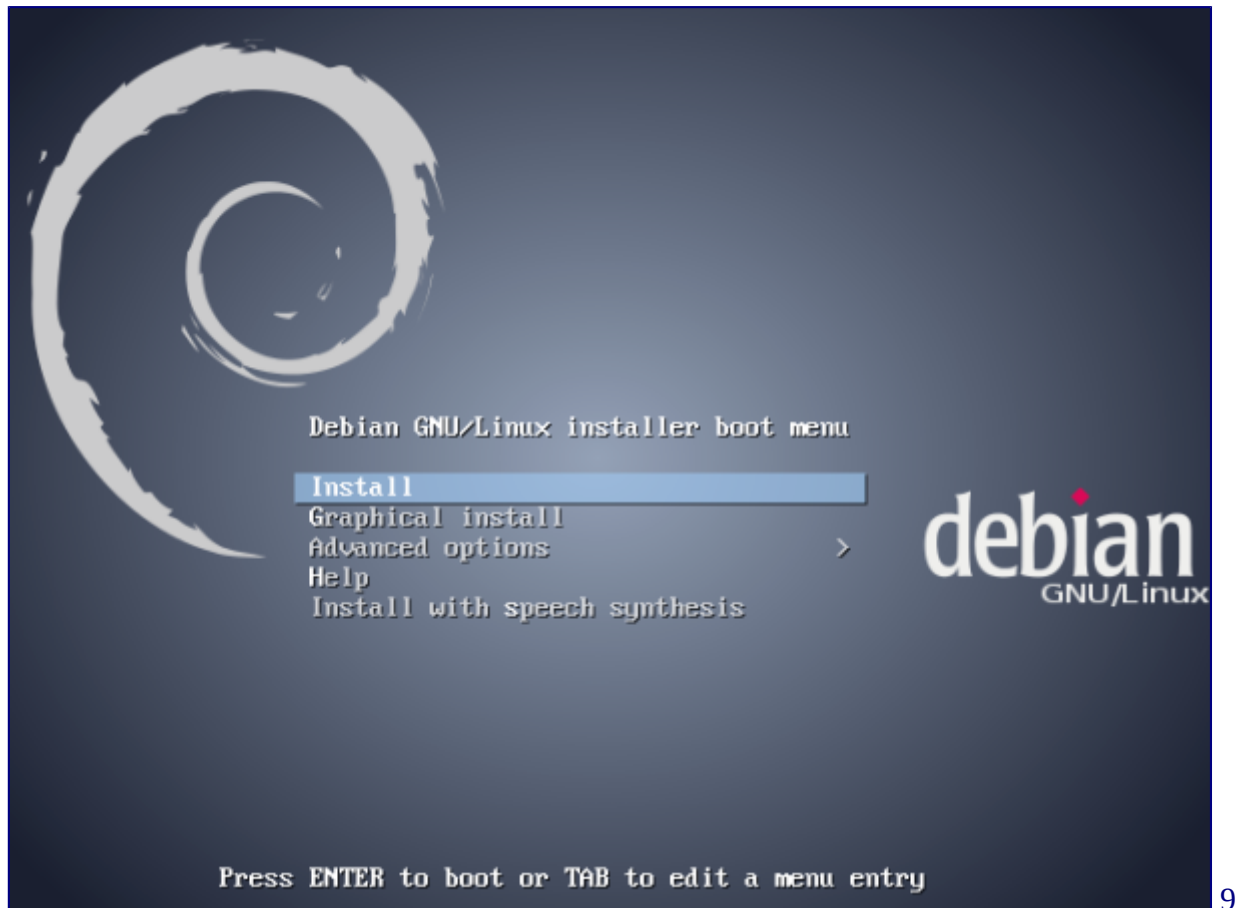 Debian GNU/Linux installer boot menu
Install
Graphical install
Advanced options >
Help
Install with speech synthesis
debian
GNU/Linux
Press ENTER to boot or TAB to edit a menu entry
9